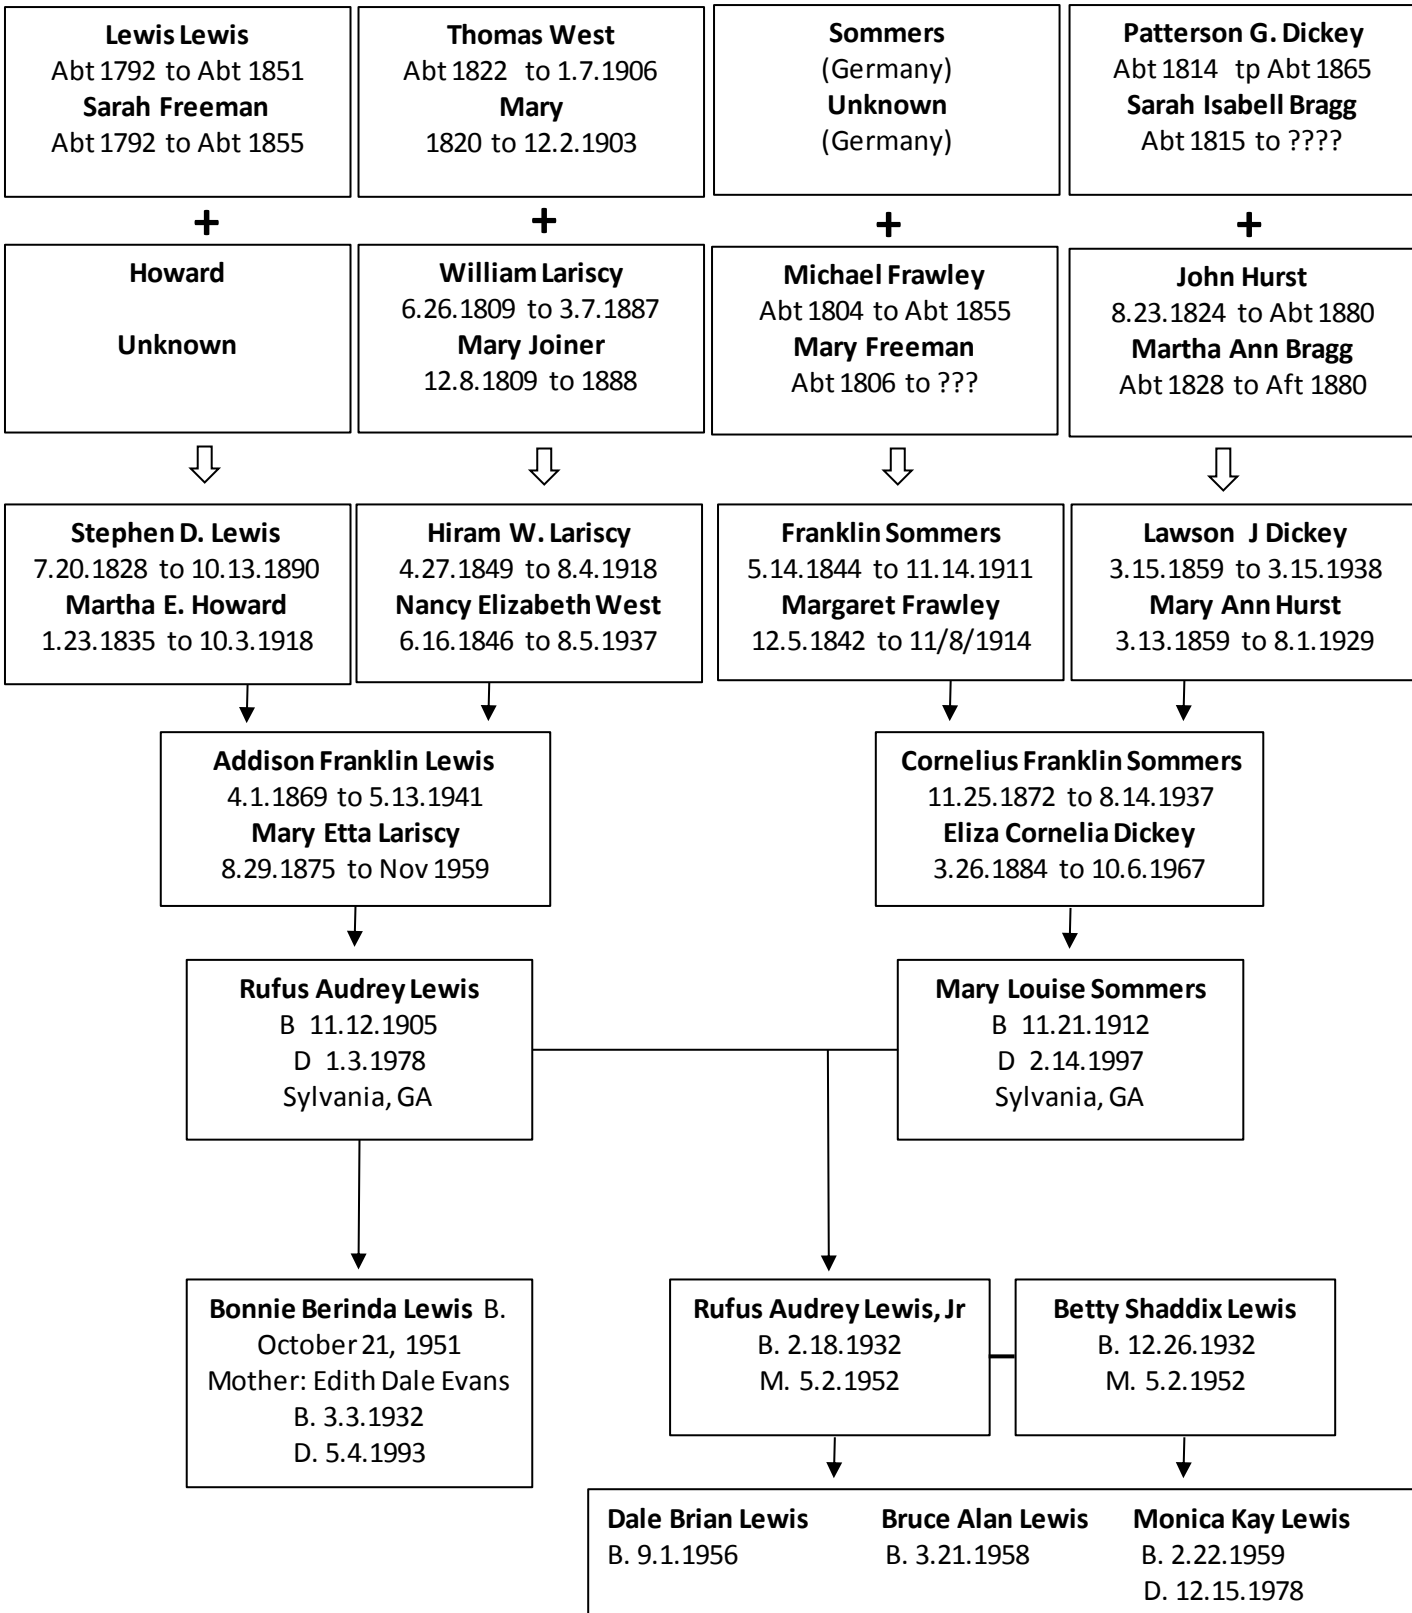 Lewis Lewis
Abt 1792 to Abt 1851
Sarah Freeman
Abt 1792 to Abt 1855
Thomas West
Abt 1822 to 1.7.1906
Mary
1820 to 12.2.1903
Sommers
(Germany)
Unknown
(Germany)
Patterson G. Dickey
Abt 1814 tp Abt 1865
Sarah Isabell Bragg
Abt 1815 to ????
+
+
+
+
Howard
Unknown
William Lariscy
6.26.1809 to 3.7.1887
Mary Joiner
12.8.1809 to 1888
Michael Frawley
Abt 1804 to Abt 1855
Mary Freeman
Abt 1806 to ???
John Hurst
8.23.1824 to Abt 1880
Martha Ann Bragg
Abt 1828 to Aft 1880
Stephen D. Lewis
7.20.1828 to 10.13.1890
Martha E. Howard
1.23.1835 to 10.3.1918
Hiram W. Lariscy
4.27.1849 to 8.4.1918
Nancy Elizabeth West
6.16.1846 to 8.5.1937
Franklin Sommers
5.14.1844 to 11.14.1911
Margaret Frawley
12.5.1842 to 11/8/1914
Lawson J Dickey
3.15.1859 to 3.15.1938
Mary Ann Hurst
3.13.1859 to 8.1.1929
Addison Franklin Lewis
4.1.1869 to 5.13.1941
Mary Etta Lariscy
8.29.1875 to Nov 1959
Cornelius Franklin Sommers
11.25.1872 to 8.14.1937
Eliza Cornelia Dickey
3.26.1884 to 10.6.1967
Rufus Audrey Lewis
B 11.12.1905
D 1.3.1978
Sylvania, GA
Mary Louise Sommers
B 11.21.1912
D 2.14.1997
Sylvania, GA
Bonnie Berinda Lewis B.
October 21, 1951
Mother: Edith Dale Evans
B. 3.3.1932
D. 5.4.1993
Rufus Audrey Lewis, Jr
B. 2.18.1932
M. 5.2.1952
Betty Shaddix Lewis
B. 12.26.1932
M. 5.2.1952
Dale Brian Lewis
B. 9.1.1956
Bruce Alan Lewis
B. 3.21.1958
Monica Kay Lewis
B. 2.22.1959
D. 12.15.1978